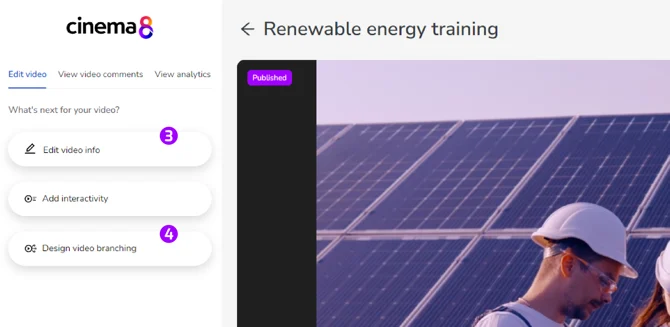 cinema8
Renewable energy training
Edit video View video comments View analytics
Published
What's next for your video?
3
Edit video info
Add interactivity
4
Design video branching